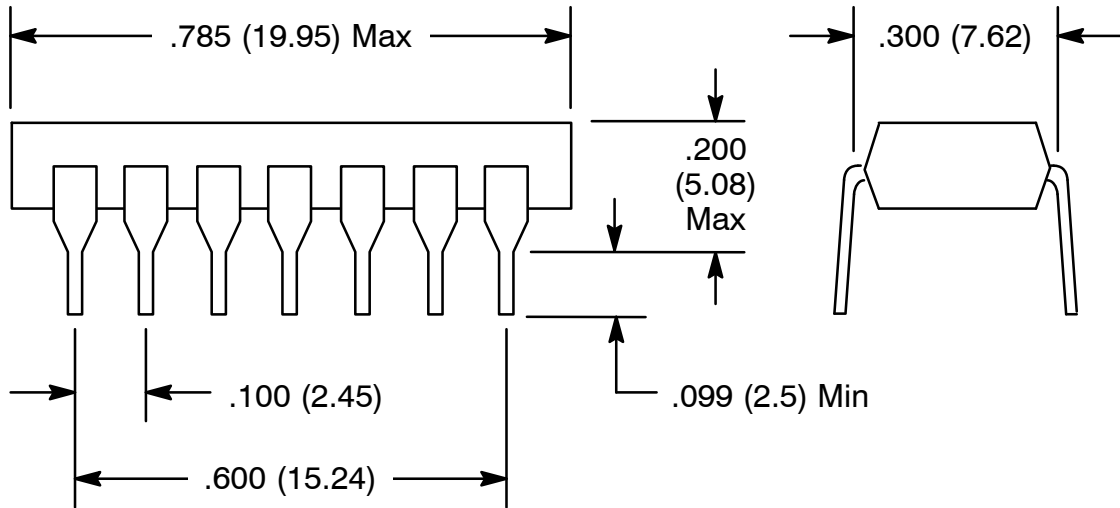 .785 (19.95) Max
.300 (7.62)
.200
(5.08)
Max
.100 (2.45)
.099 (2.5) Min
.600 (15.24)